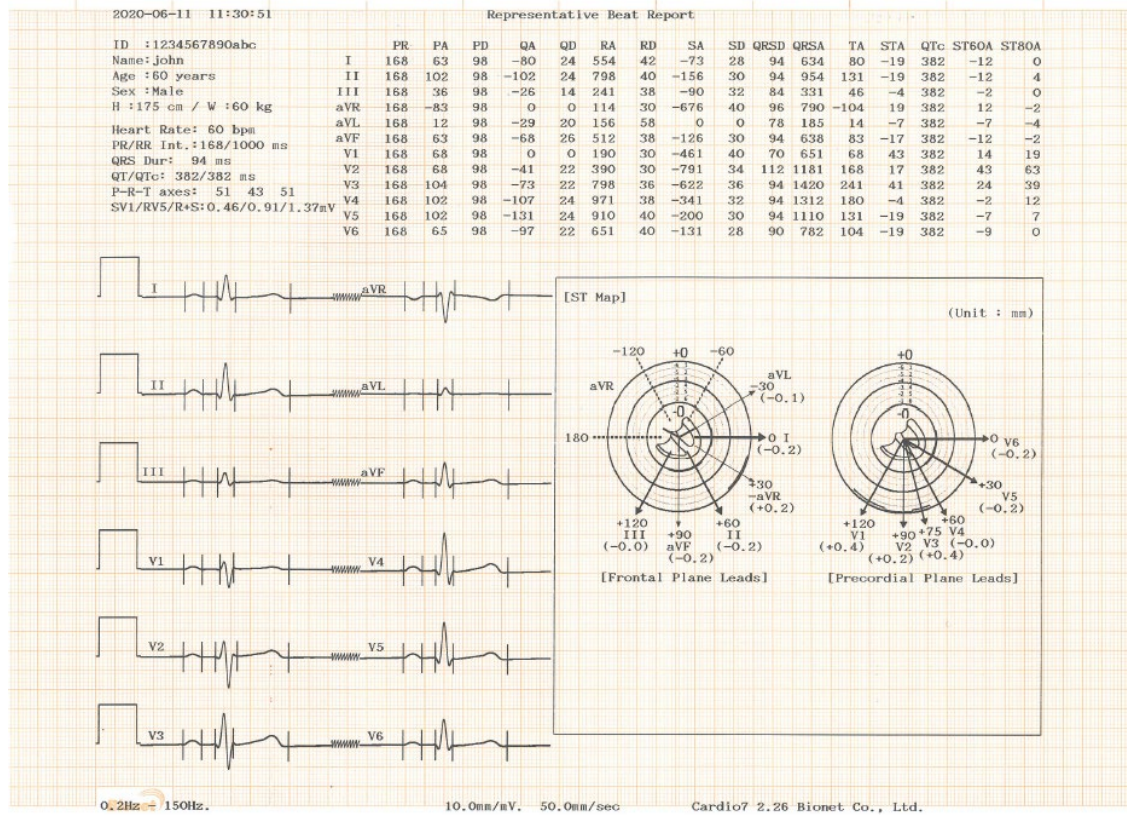 2020-06-11 11:30:51 Representative Beat Report
ID :1234567890abc PR PA PD QA QD RA RD SA SD QRSD QRSA TA STA QTc ST60A ST80A
Name:john I 168 63 98 -80 24 554 42 -73 28 94 634 80 -19 382 -12 0
Age :60 years II 168 102 98 -102 24 798 40 -156 30 94 954 131 -19 382 -12 4
Sex :Male III 168 36 98 -26 14 241 38 -90 32 84 331 46 -4 382 -2 0
H :175 cm / W :60 kg aVR 168 -83 98 0 0 114 30 -676 40 96 790 -104 19 382 12 -2
aVL 168 12 98 -29 20 156 58 0 0 78 185 14 -7 382 -7 -4
Heart Rate: 60 bpm aVF 168 63 98 -68 26 512 38 -126 30 94 638 83 -17 382 -12 -2
PR/RR Int.:168/1000 ms V1 168 68 98 0 0 190 30 -461 40 70 651 68 43 382 14 19
QRS Dur: 94 ms V2 168 68 98 -41 22 390 30 -791 34 112 1181 168 17 382 43 63
QT/QTc: 382/382 ms V3 168 104 98 -73 22 798 36 -622 36 94 1420 241 41 382 24 39
P-R-T axes: 51 43 51 V4 168 102 98 -107 24 971 38 -341 32 94 1312 180 -4 382 -2 12
SV1/RV5/R+S:0.46/0.91/1.37mV V5 168 102 98 -131 24 910 40 -200 30 94 1110 131 -19 382 -7 7
V6 168 65 98 -97 22 651 40 -131 28 90 782 104 -19 382 -9 0
I aVR
II aVL
III aVF
V1 V4
V2 V5
V3 V6
[ST Map]
(Unit : mm)
-120 +0 -60
aVR aVL
-30
(-0.1)
-0
180 0 I
(-0.2)
+30
-aVR
(+0.2)
+120 +90 +60
III aVF II
(-0.0) (-0.2) (-0.2)
[Frontal Plane Leads]
+0
-0
0 V6
(-0.2)
+30
V5
(-0.2)
+120 +90 +75 +60
V1 V2 V3 V4
(+0.4) (+0.2) (+0.4) (-0.0)
[Precordial Plane Leads]
0.2Hz - 150Hz. 10.0mm/mV. 50.0mm/sec Cardio7 2.26 Bionet Co., Ltd.